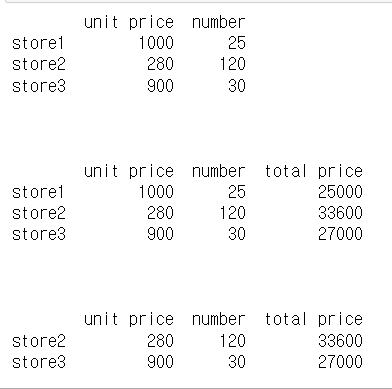 unit price number
store1 1000 25
store2 280 120
store3 900 30
unit price number total price
store1 1000 25 25000
store2 280 120 33600
store3 900 30 27000
unit price number total price
store2 280 120 33600
store3 900 30 27000